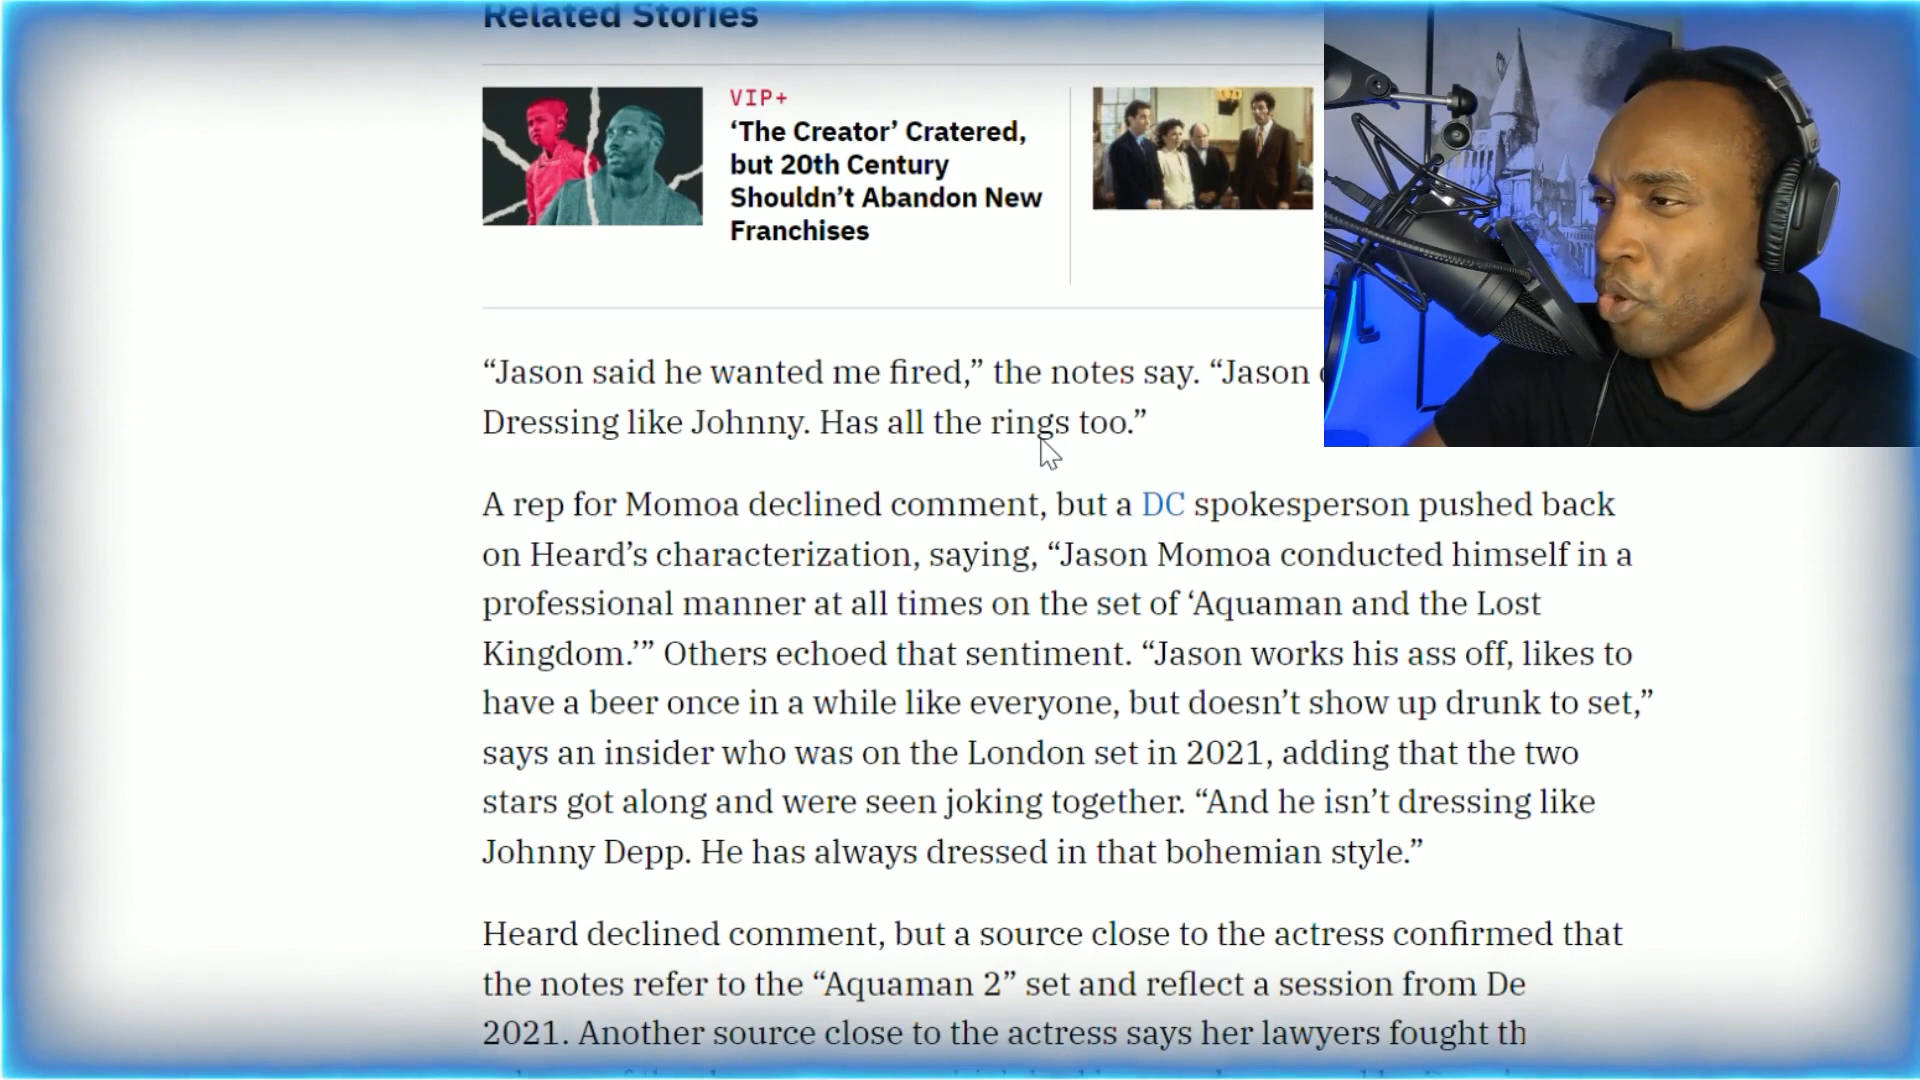 Related Stories
VIP+
‘The Creator’ Cratered,
but 20th Century
Shouldn’t Abandon New
Franchises
“Jason said he wanted me fired,” the notes say. “Jason
Dressing like Johnny. Has all the rings too.”
A rep for Momoa declined comment, but a DC spokesperson pushed back
on Heard’s characterization, saying, “Jason Momoa conducted himself in a
professional manner at all times on the set of ‘Aquaman and the Lost
Kingdom.’” Others echoed that sentiment. “Jason works his ass off, likes to
have a beer once in a while like everyone, but doesn’t show up drunk to set,”
says an insider who was on the London set in 2021, adding that the two
stars got along and were seen joking together. “And he isn’t dressing like
Johnny Depp. He has always dressed in that bohemian style.”
Heard declined comment, but a source close to the actress confirmed that
the notes refer to the “Aquaman 2” set and reflect a session from De
2021. Another source close to the actress says her lawyers fought th